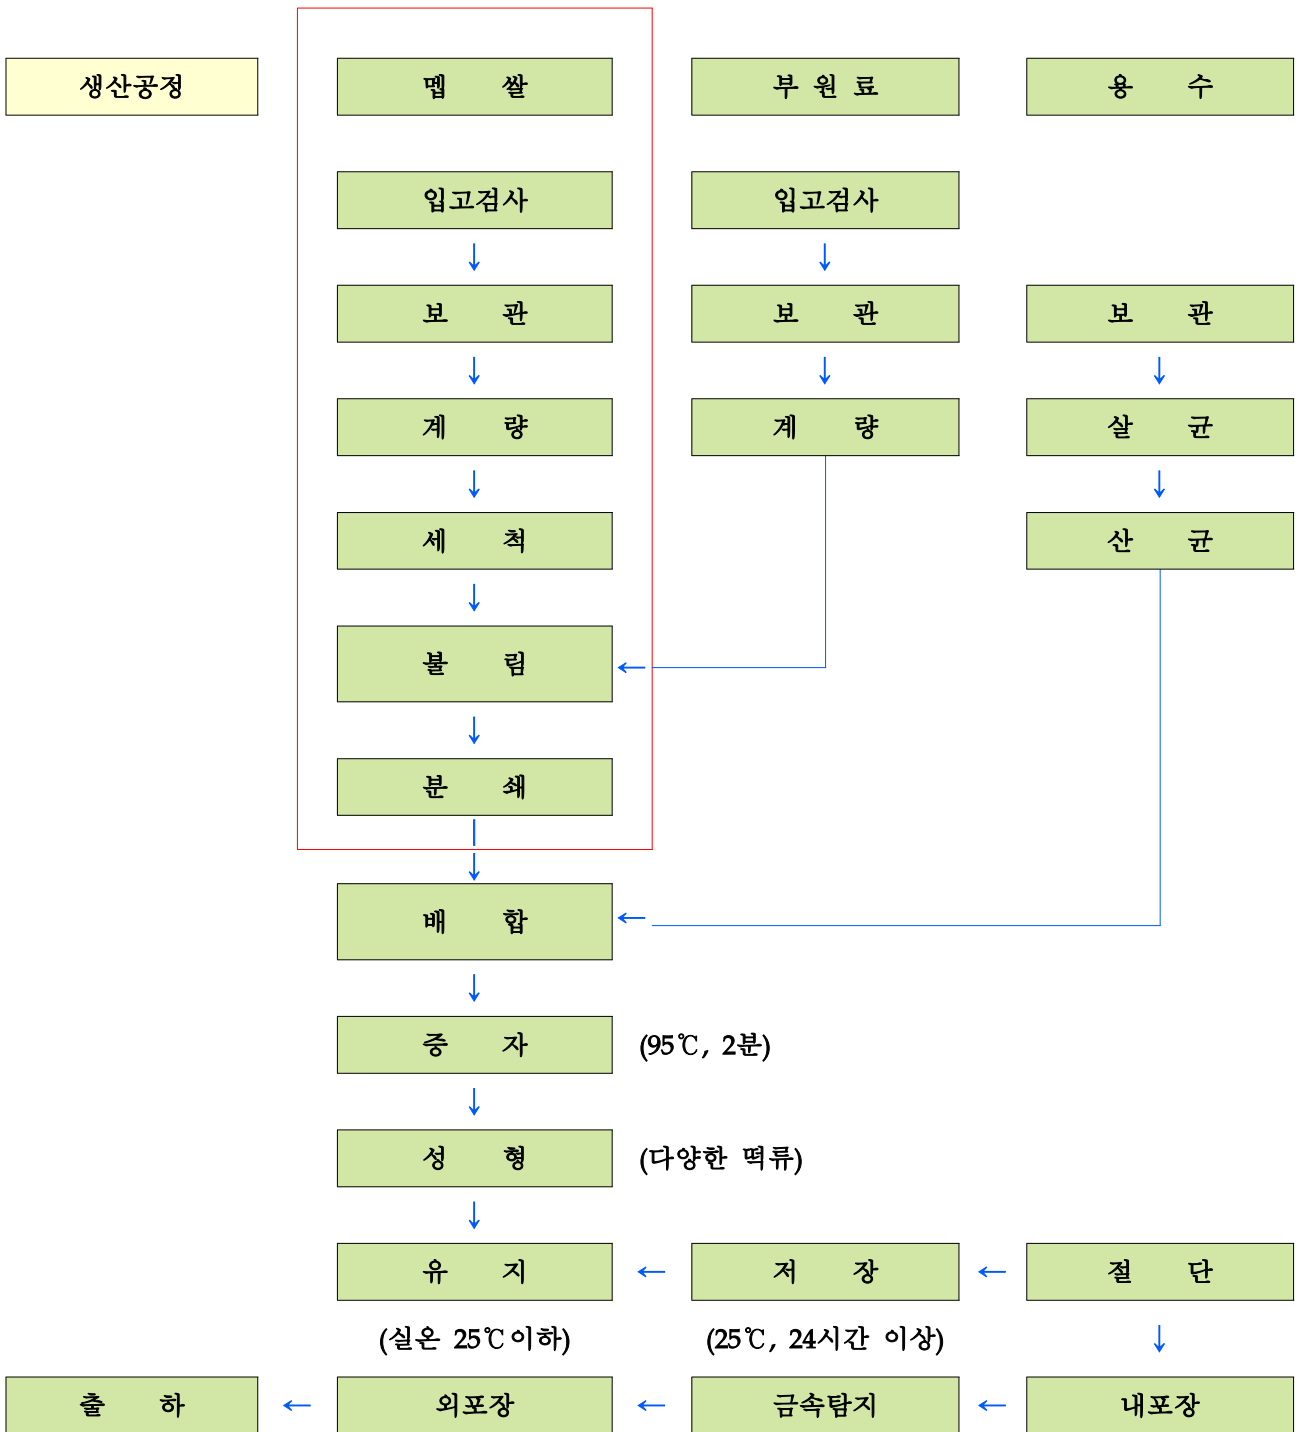 생산공정 멥 쌀 부 원 료 용 수
입고검사 입고검사
↓ ↓
보 관 보 관 보 관
↓ ↓ ↓
계 량 계 량 살 균
↓ ↓
세 척 산 균
↓
불 림 ←
↓
분 쇄
↓
배 합 ←
↓
증 자 (95℃, 2분)
↓
성 형 (다양한 떡류)
↓
유 지 ← 저 장 ← 절 단
(실온 25℃이하) (25℃, 24시간 이상) ↓
출 하 ← 외포장 ← 금속탐지 ← 내포장